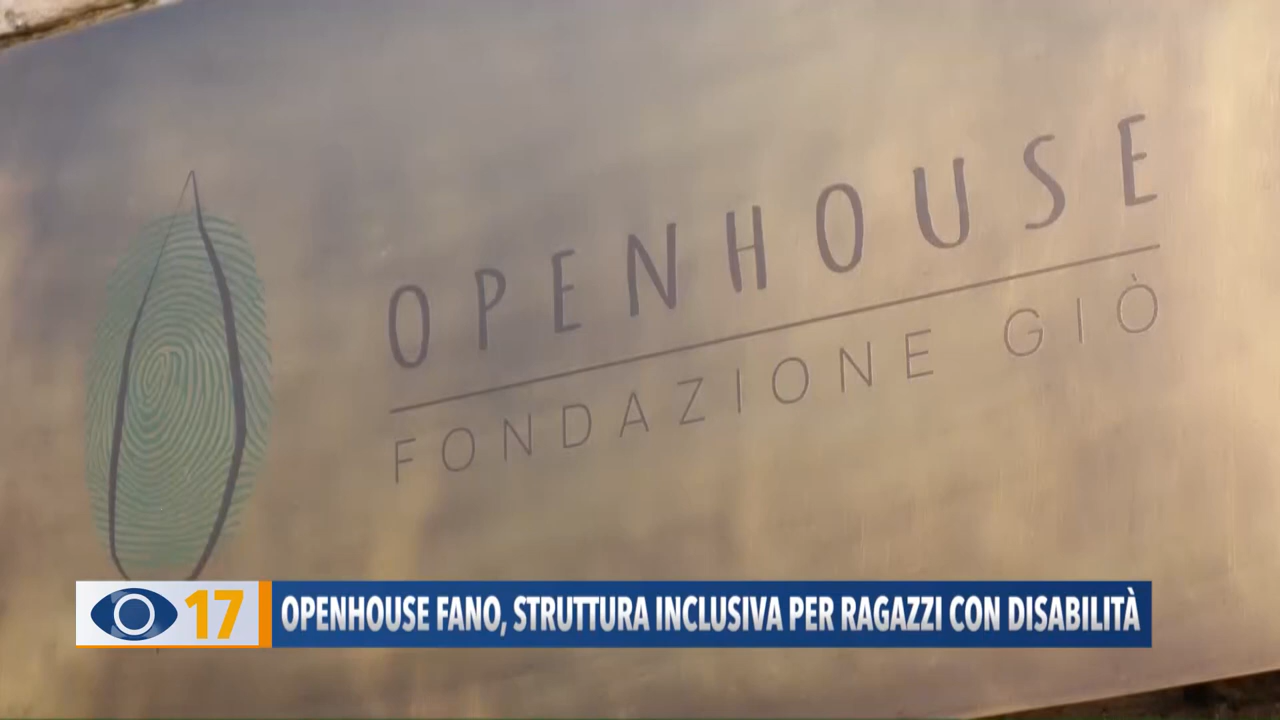 OPENHOUSE
FONDAZIONE GIÒ
17
OPENHOUSE FANO, STRUTTURA INCLUSIVA PER RAGAZZI CON DISABILITÀ